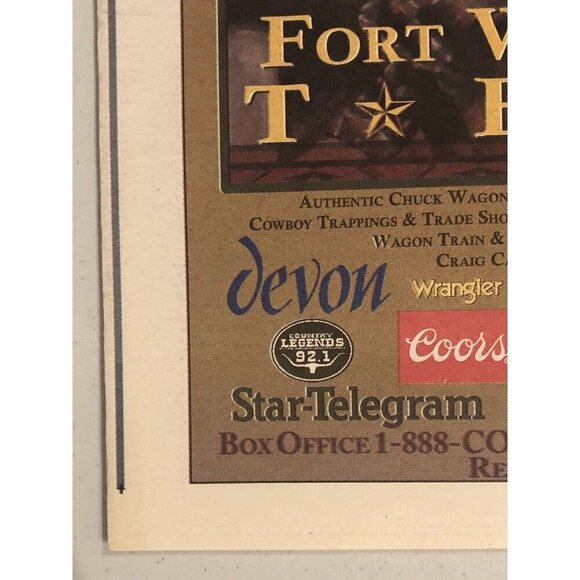 FORT
T ★
AUTHENTIC CHUCK WAGON
COWBOY TRAPPINGS & TRADE SHO
WAGON TRAIN &
CRAIG CA
devon
Wrangler
COUNTRY
LEGENDS
92.1
Coors
Star-Telegram
BOX OFFICE 1-888-CO
RE